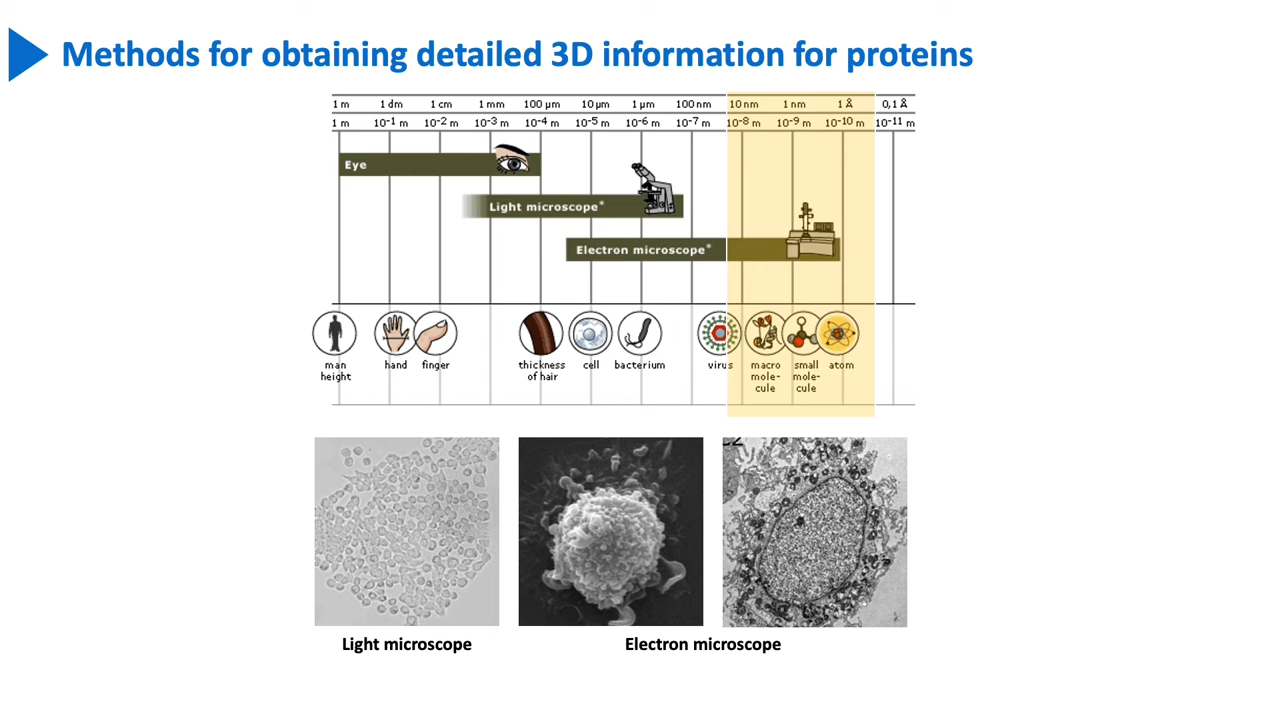 Methods for obtaining detailed 3D information for proteins
1 m 1 dm 1 cm 1 mm 100 µm 10 µm 1 µm 100 nm 10 nm 1 nm 1 Å 0,1 Å
1 m 10⁻¹ m 10⁻² m 10⁻³ m 10⁻⁴ m 10⁻⁵ m 10⁻⁶ m 10⁻⁷ m 10⁻⁸ m 10⁻⁹ m 10⁻¹⁰ m 10⁻¹¹ m
Eye
Light microscope*
Electron microscope*
man
height
hand
finger
thickness
of hair
cell
bacterium
virus
macro
mole-
cule
small
mole-
cule
atom
Light microscope
Electron microscope